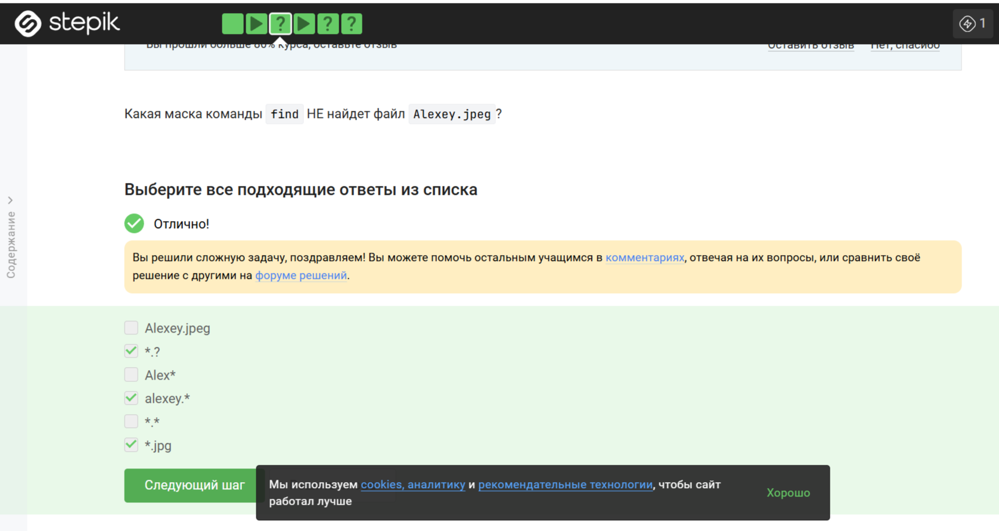 stepik
1
Вы прошли больше 80% курса, оставьте отзыв
Оставить отзыв
Нет, спасибо
Содержание
Какая маска команды find НЕ найдет файл Alexey.jpeg ?
Выберите все подходящие ответы из списка
Отлично!
Вы решили сложную задачу, поздравляем! Вы можете помочь остальным учащимся в комментариях, отвечая на их вопросы, или сравнить своё
решение с другими на форуме решений.
Alexey.jpeg
*.?
Alex*
alexey.*
*.*
*.jpg
Следующий шаг
Мы используем cookies, аналитику и рекомендательные технологии, чтобы сайт
работал лучше
Хорошо